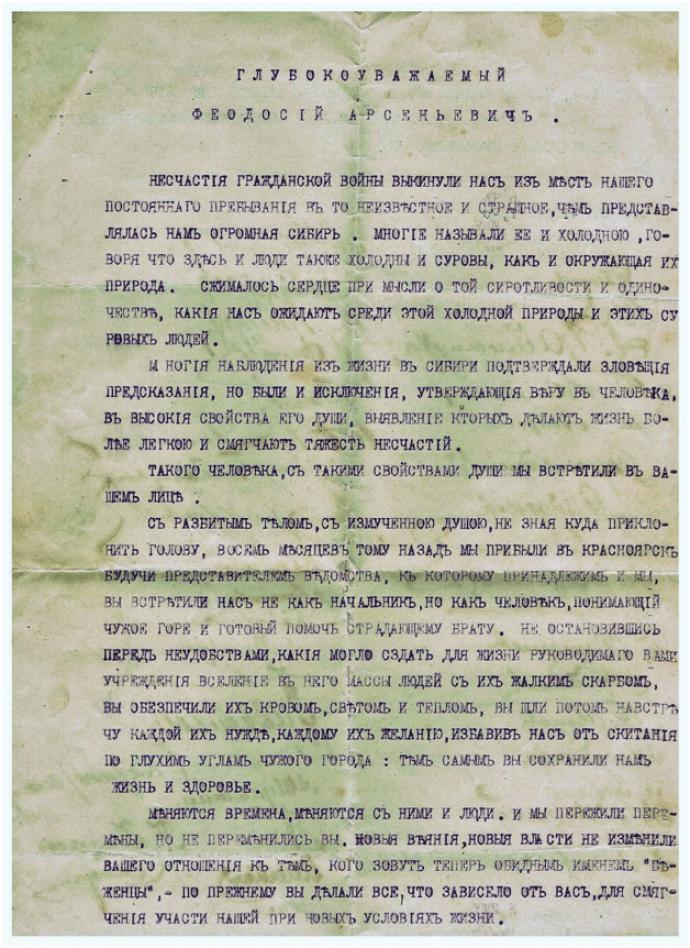 ГЛУБОКОУВАЖАЕМЫЙ
ФЕОДОСІЙ АРСЕНЬЕВИЧЪ .
НЕСЧАСТІЯ ГРАЖДАНСКОЙ ВОЙНЫ ВЫКИНУЛИ НАСЪ ИЗЪ МѢСТЪ НАШЕГО
ПОСТОЯННАГО ПРЕБЫВАНІЯ ВЪ ТО НЕИЗВѢСТНОЕ И СТРАШНОЕ,ЧѢМЪ ПРЕДСТАВ-
ЛЯЛАСЬ НАМЪ ОГРОМНАЯ СИБИРЬ . МНОГІЕ НАЗЫВАЛИ ЕЕ И ХОЛОДНОЮ ,ГО-
ВОРЯ ЧТО ЗДѢСЬ И ЛЮДИ ТАКЖЕ ХОЛОДНЫ И СУРОВЫ, КАКЪ И ОКРУЖАЮЩАЯ ИХ
ПРИРОДА . СЖИМАЛОСЬ СЕРДЦЕ ПРИ МЫСЛИ О ТОЙ СИРОТЛИВОСТИ И ОДИНО-
ЧЕСТВѢ, КАКІЯ НАСЪ ОЖИДАЮТЪ СРЕДИ ЭТОЙ ХОЛОДНОЙ ПРИРОДЫ И ЭТИХЪ СУ
РОВЫХЪ ЛЮДЕЙ.
М НОГІЯ НАБЛЮДЕНІЯ ИЗЪ ЖИЗНИ ВЪ СИБИРИ ПОДТВЕРЖДАЛИ ЗЛОВѢЩІЯ
ПРЕДСКАЗАНІЯ, НО БЫЛИ И ИСКЛЮЧЕНІЯ, УТВЕРЖДАЮЩІЯ ВѢРУ ВЪ ЧЕЛОВѢКА,
ВЪ ВЫСОКІЯ СВОЙСТВА ЕГО ДУШИ, ВЫЯВЛЕНІЕ КТОРЫХЪ ДѢЛАЮТЪ ЖИЗНЬ БО-
ЛѢЕ ЛЕГКОЮ И СМЯГЧАЮТЪ ТЯЖЕСТЬ НЕСЧАСТІЙ .
ТАКОГО ЧЕЛОВѢКА,СЪ ТАКИМИ СВОЙСТВАМИ ДУШИ МЫ ВСТРѢТИЛИ ВЪ ВА-
ШЕМЪ ЛИЦѢ .
СЪ РАЗБИТЫМЪ ТѢЛОМЪ,СЪ ИЗМУЧЕННОЮ ДУШОЮ,НЕ ЗНАЯ КУДА ПРИКЛО-
НИТЬ ГОЛОВУ, ВОСЕМЬ МѢСЯЦЕВЪ ТОМУ НАЗАДЪ МЫ ПРИБЫЛИ ВЪ КРАСНОЯРСКЪ
БУДУЧИ ПРЕДСТАВИТЕЛЕМЪ ВѢДОМСТВА, КЪ КОТОРОМУ ПРИНАДЛЕЖИМЪ И МЫ,
ВЫ ВСТРѢТИЛИ НАСЪ НЕ КАКЪ НАЧАЛЬНИКЪ,НО КАКЪ ЧЕЛОВѢКЪ,ПОНИМАЮЩІЙ
ЧУЖОЕ ГОРЕ И ГОТОВЫЙ ПОМОЧЬ СТРАДАЮЩЕМУ БРАТУ . НЕ ОСТАНОВИВШИСЬ
ПЕРЕДЪ НЕУДОБСТВАМИ,КАКІЯ МОГЛО СЗДАТЬ ДЛЯ ЖИЗНИ РУКОВОДИМАГО ВАМИ
УЧРЕЖДЕНІЯ ВСЕЛЕНІЕ ВЪ НЕГО МАССЫ ЛЮДЕЙ СЪ ИХЪ ЖАЛКИМЪ СКАРБОМЪ,
ВЫ ОБЕЗПЕЧИЛИ ИХЪ КРОВОМЪ,СВѢТОМЪ И ТЕПЛОМЪ, ВЫ ШЛИ ПОТОМЪ НАВСТРѢ
ЧУ КАЖДОЙ ИХЪ НУЖДѢ,КАЖДОМУ ИХЪ ЖЕЛАНІЮ,ИЗБАВИВЪ НАСЪ ОТЪ СКИТАНІЯ
ПО ГЛУХИМЪ УГЛАМЪ ЧУЖОГО ГОРОДА : ТѢМЪ САМЫМЪ ВЫ СОХРАНИЛИ НАМЪ
ЖИЗНЬ И ЗДОРОВЬЕ.
МѢНЯЮТСЯ ВРЕМЕНА,МѢНЯЮТСЯ СЪ НИМИ И ЛЮДИ. И МЫ ПЕРЕЖИЛИ ПЕРЕ-
МѢНЫ, НО НЕ ПЕРЕМѢНИЛИСЬ ВЫ. НОВЫЯ ВѢЯНІЯ,НОВЫЯ ВЛАСТИ НЕ ИЗМѢНИЛИ
ВАШЕГО ОТНОШЕНІЯ КЪ ТѢМЪ, КОГО ЗОВУТЪ ТЕПЕРЬ ОБИДНЫМЪ ИМЕНЕМЪ "БѢ-
ЖЕНЦЫ",- ПО ПРЕЖНЕМУ ВЫ ДѢЛАЛИ ВСЕ,ЧТО ЗАВИСЕЛО ОТЪ ВАСЪ,ДЛЯ СМЯГ-
ЧЕНІЯ УЧАСТИ НАШЕЙ ПРИ НОВЫХЪ УСЛОВІЯХЪ ЖИЗНИ.